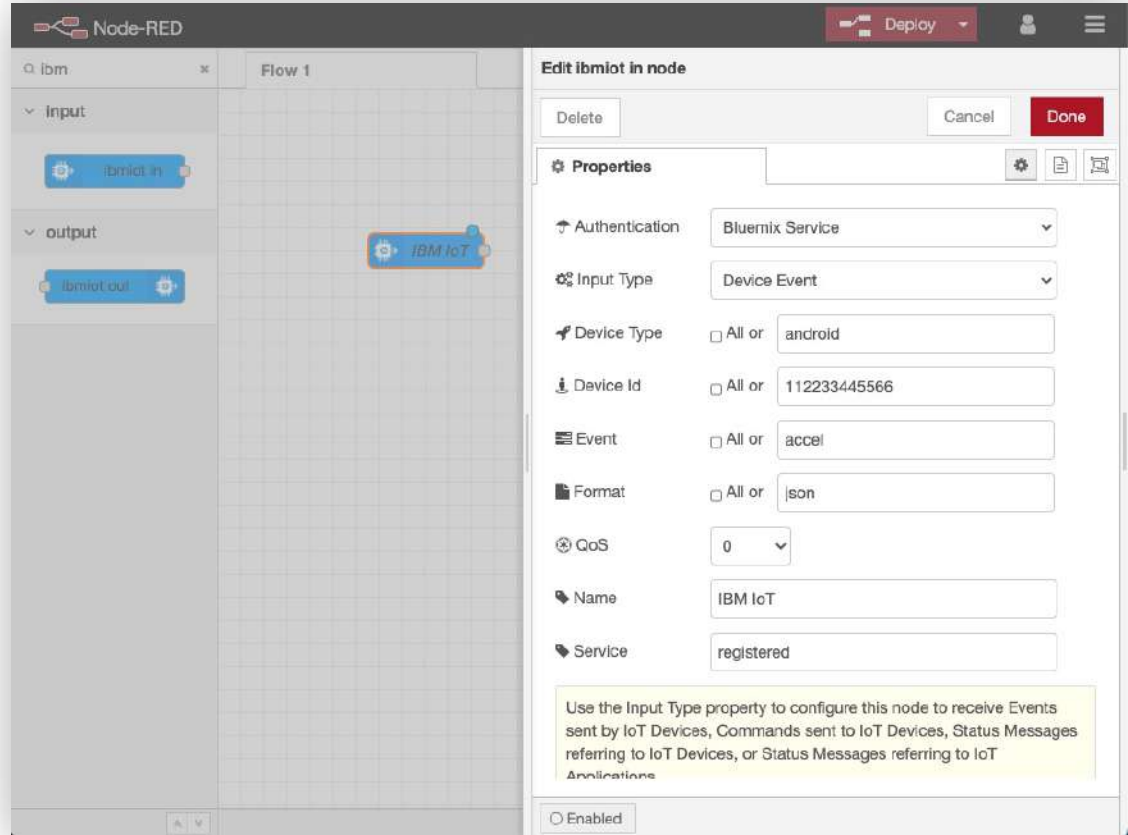 Node-RED
Deploy
ibm
Flow 1
input
ibmiot in
output
ibmiot out
IBM IoT
Edit ibmiot in node
Delete
Cancel
Done
Properties
Authentication
Bluemix Service
Input Type
Device Event
Device Type
All or
android
Device Id
All or
112233445566
Event
All or
accel
Format
All or
json
QoS
0
Name
IBM IoT
Service
registered
Use the Input Type property to configure this node to receive Events
sent by IoT Devices, Commands sent to IoT Devices, Status Messages
referring to IoT Devices, or Status Messages referring to IoT
Applications
Enabled